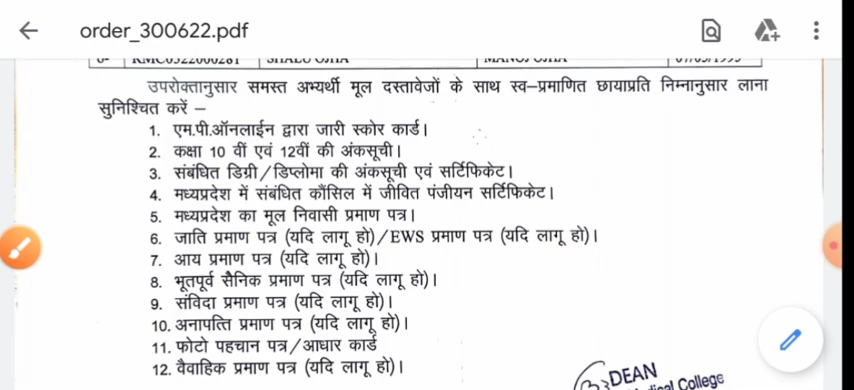 order_300622.pdf
उपरोक्तानुसार समस्त अभ्यर्थी मूल दस्तावेजों के साथ स्व–प्रमाणित छायाप्रति निम्नानुसार लाना
सुनिश्चित करें –
1. एम.पी.ऑनलाईन द्वारा जारी स्कोर कार्ड।
2. कक्षा 10 वीं एवं 12वीं की अंकसूची।
3. संबंधित डिग्री/डिप्लोमा की अंकसूची एवं सर्टिफिकेट।
4. मध्यप्रदेश में संबंधित कौंसिल में जीवित पंजीयन सर्टिफिकेट।
5. मध्यप्रदेश का मूल निवासी प्रमाण पत्र।
6. जाति प्रमाण पत्र (यदि लागू हो)/EWS प्रमाण पत्र (यदि लागू हो)।
7. आय प्रमाण पत्र (यदि लागू हो)।
8. भूतपूर्व सैनिक प्रमाण पत्र (यदि लागू हो)।
9. संविदा प्रमाण पत्र (यदि लागू हो)।
10. अनापत्ति प्रमाण पत्र (यदि लागू हो)।
11. फोटो पहचान पत्र/आधार कार्ड
12. वैवाहिक प्रमाण पत्र (यदि लागू हो)।
DEAN
College